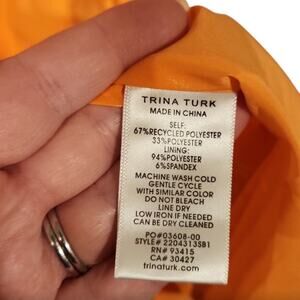 TRINA TURK
MADE IN CHINA
SELF:
67%RECYCLED POLYESTER
33%POLYESTER
LINING:
94%POLYESTER
6%SPANDEX
MACHINE WASH COLD
GENTLE CYCLE
WITH SIMILAR COLOR
DO NOT BLEACH
LINE DRY
LOW IRON IF NEEDED
CAN BE DRY CLEANED
PO#03608-00
STYLE# 2204313SB1
RN# 93415
CA# 30427
trinaturk.com